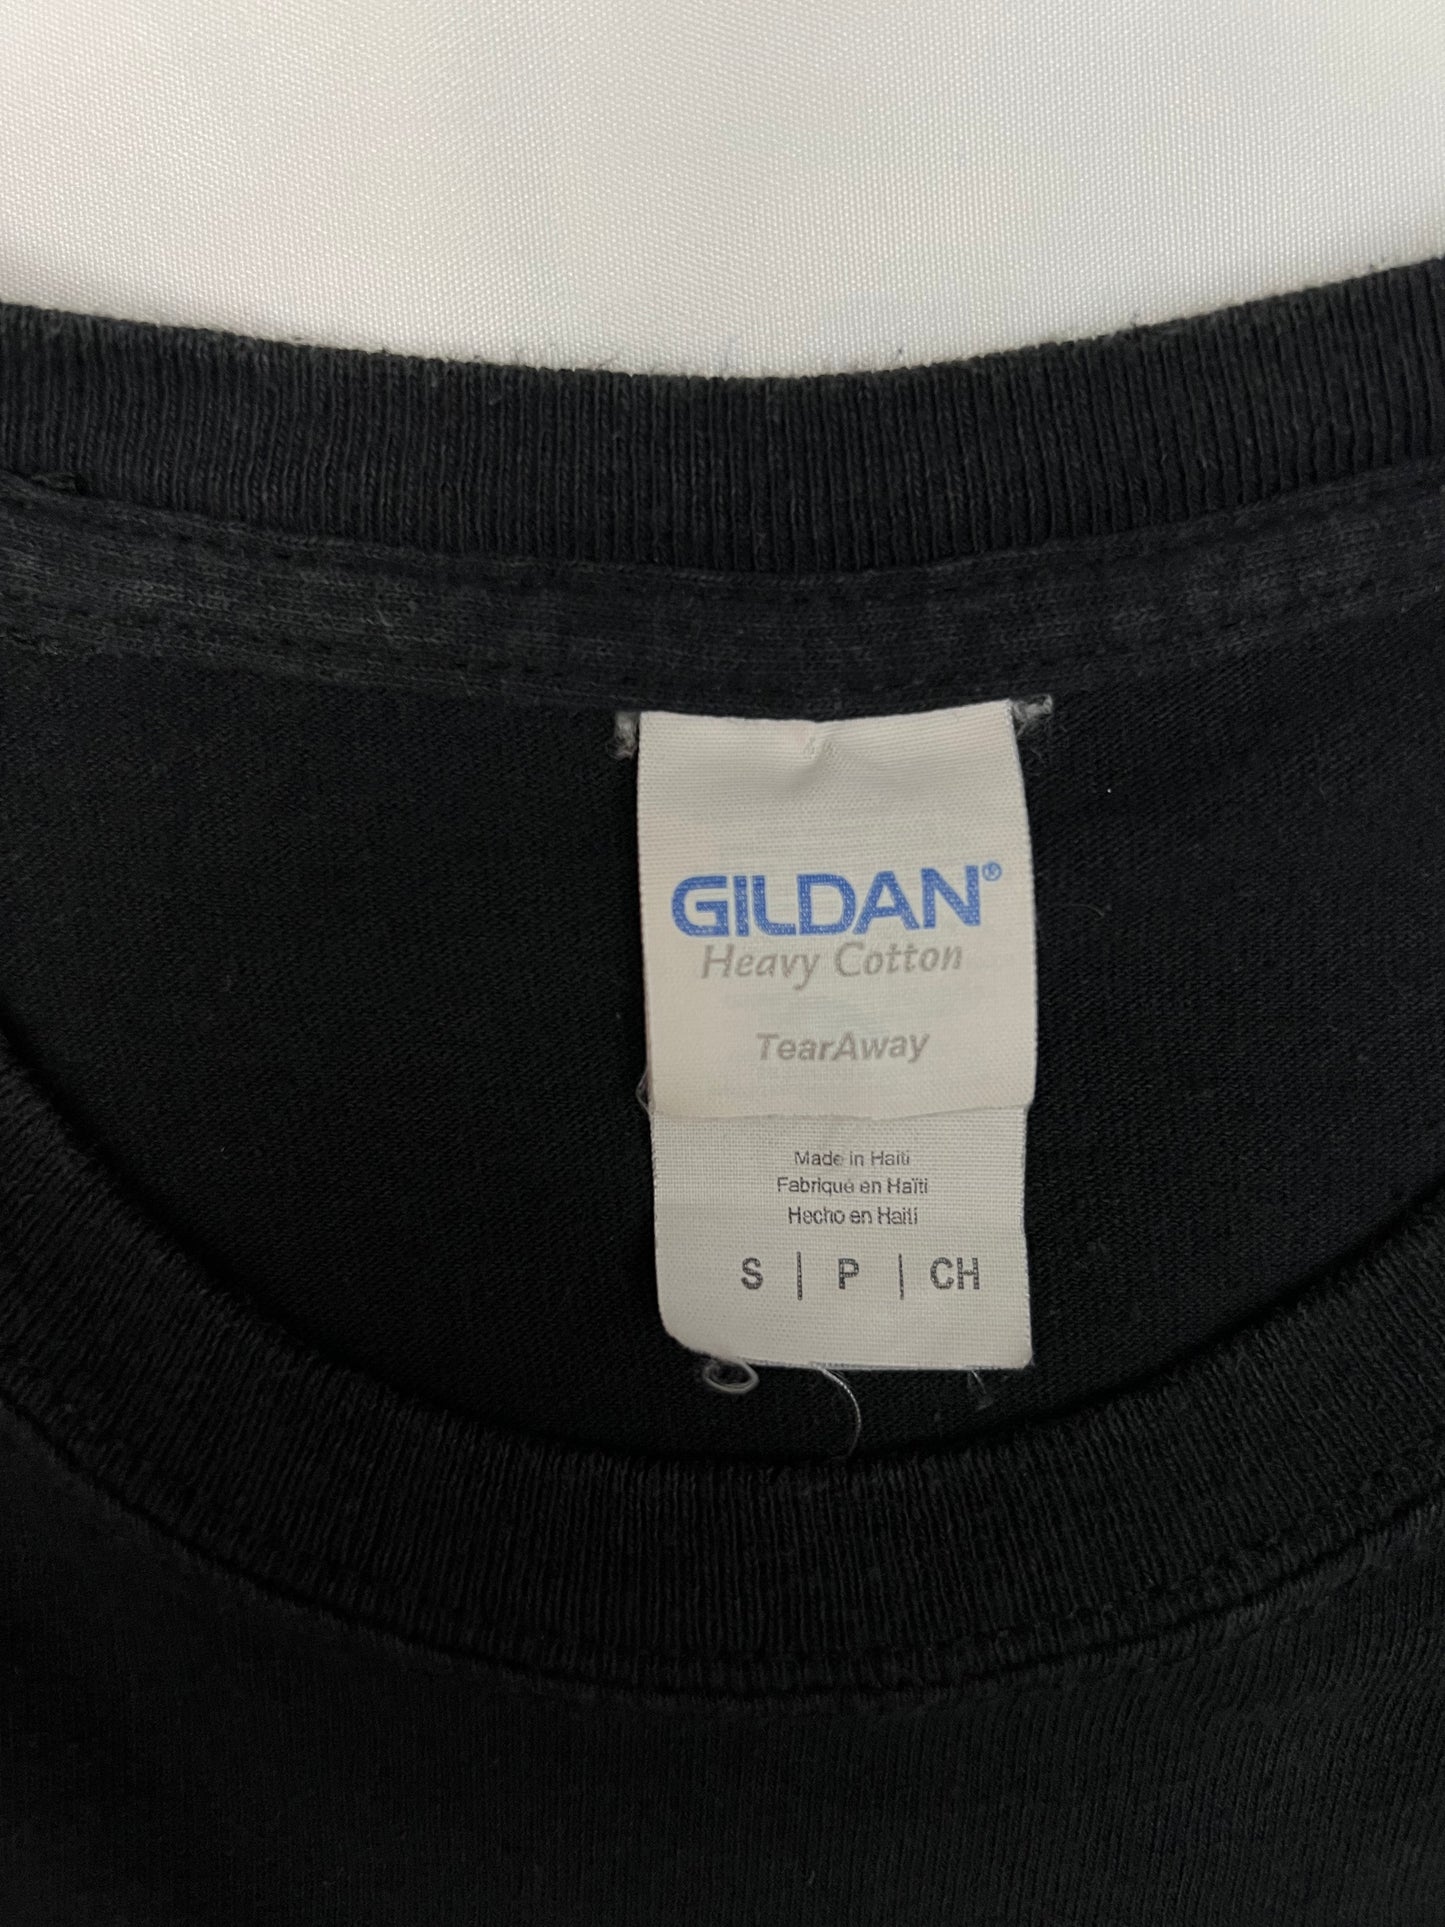 GILDAN®
Heavy Cotton
TearAway
Made in Haiti
Fabriqué en Haïti
Hecho en Haití
S | P | CH